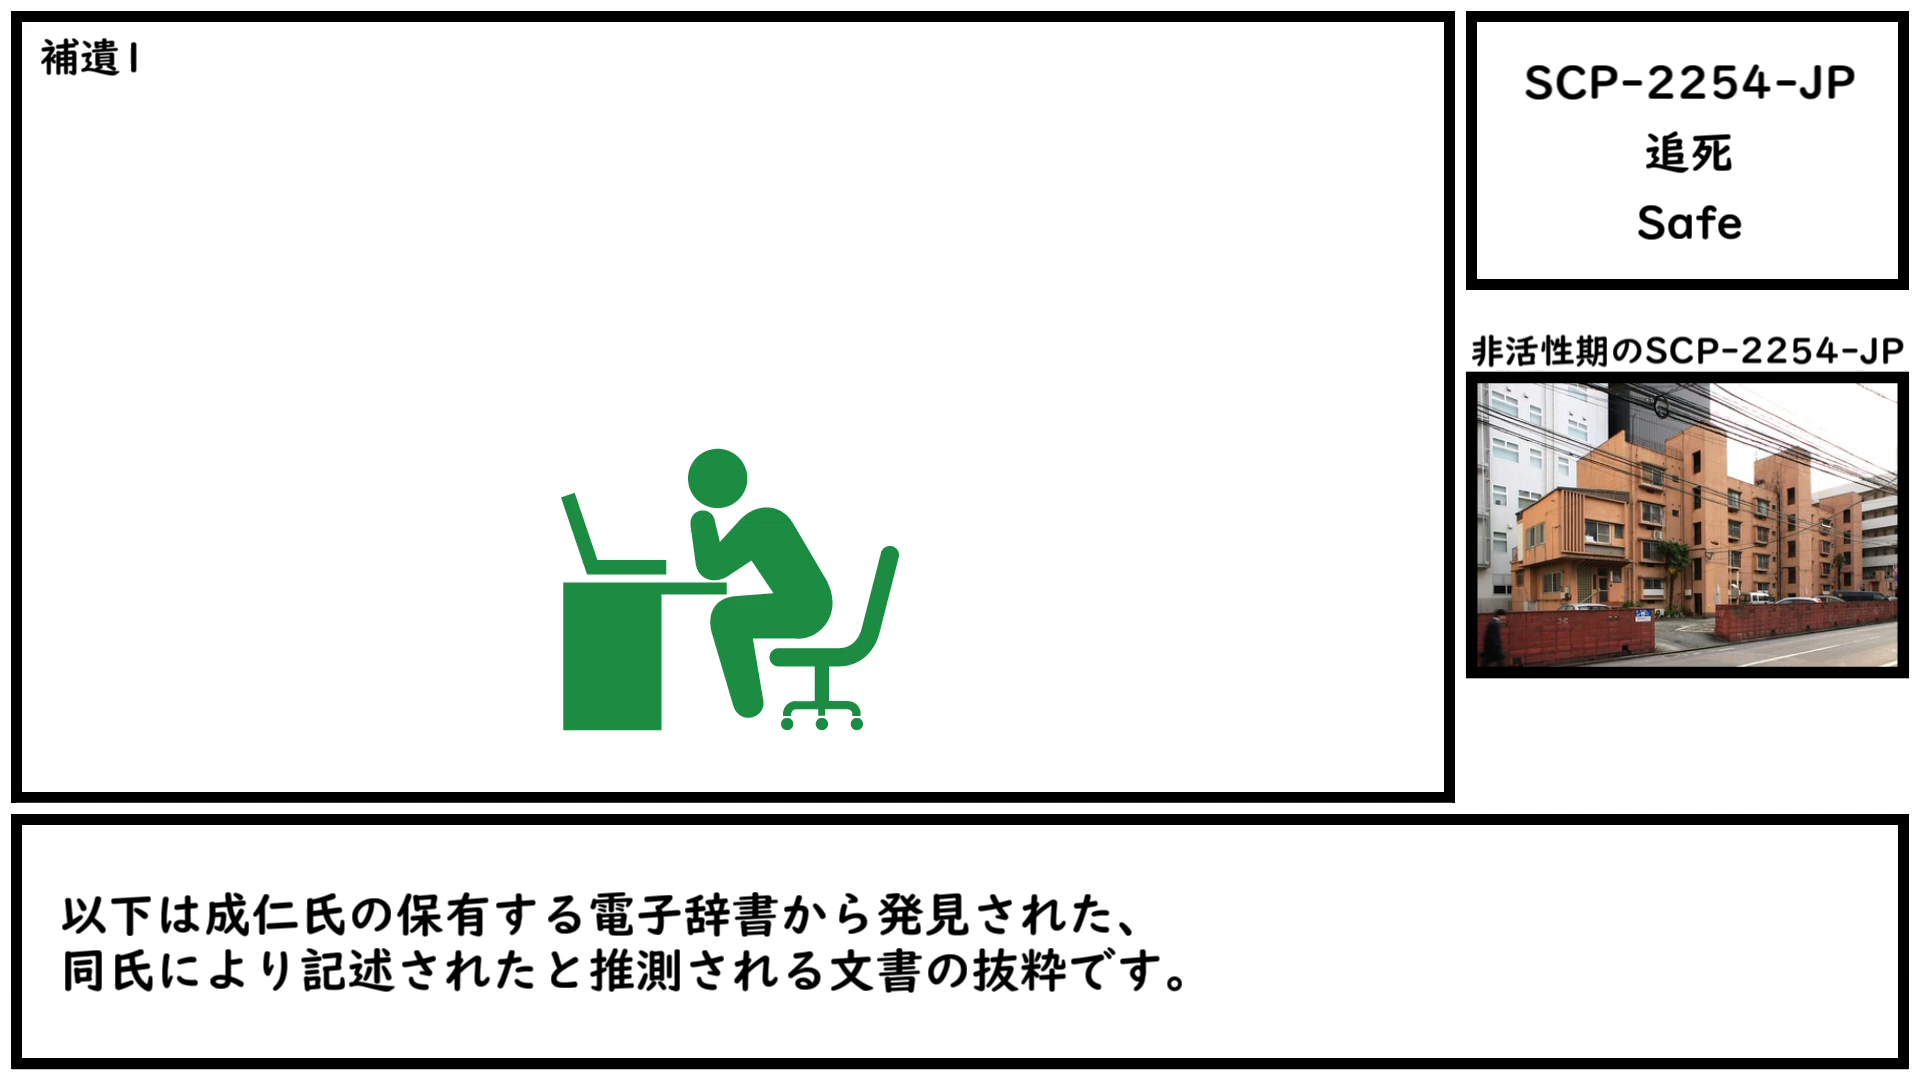 補遺1
SCP-2254-JP
追死
Safe
非活性期のSCP-2254-JP
以下は成仁氏の保有する電子辞書から発見された、
同氏により記述されたと推測される文書の抜粋です。